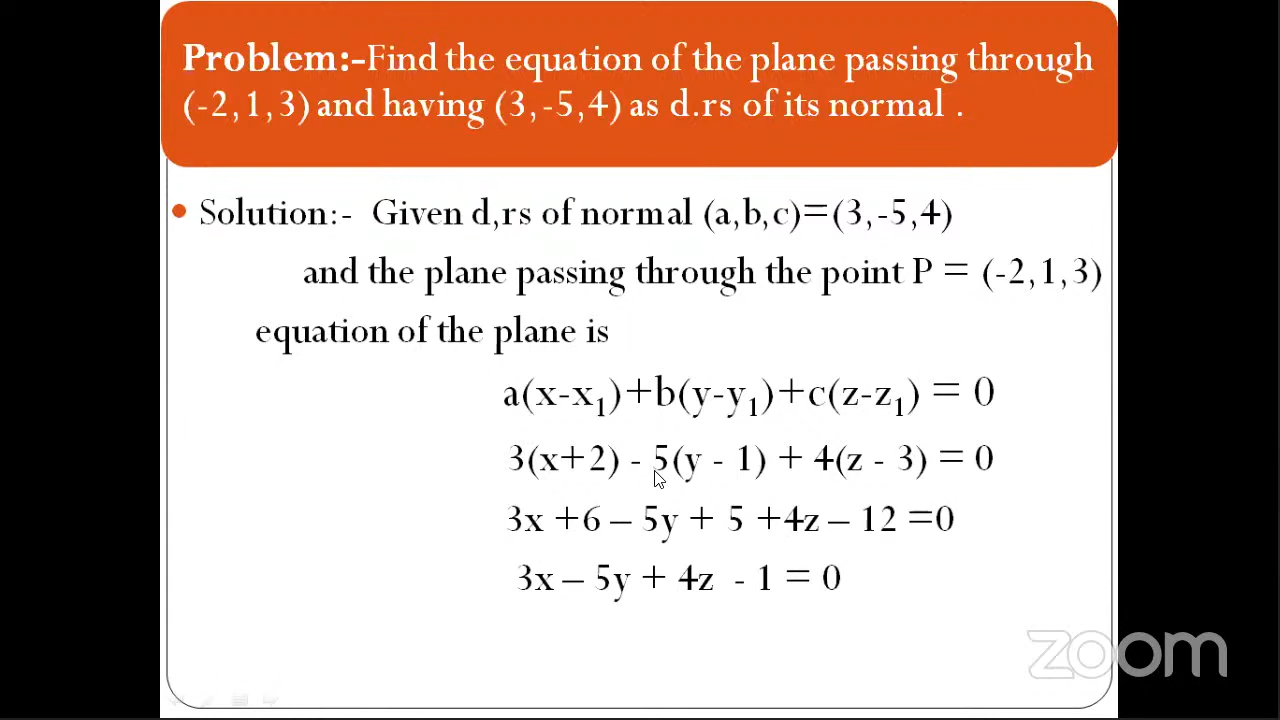 Problem:-Find the equation of the plane passing through
(-2,1,3) and having (3,-5,4) as d.rs of its normal .
• Solution:- Given d,rs of normal (a,b,c)=(3,-5,4)
and the plane passing through the point P = (-2,1,3)
equation of the plane is
a(x-x₁)+b(y-y₁)+c(z-z₁) = 0
3(x+2) - 5(y - 1) + 4(z - 3) = 0
3x +6 – 5y + 5 +4z – 12 =0
3x – 5y + 4z - 1 = 0
zoom